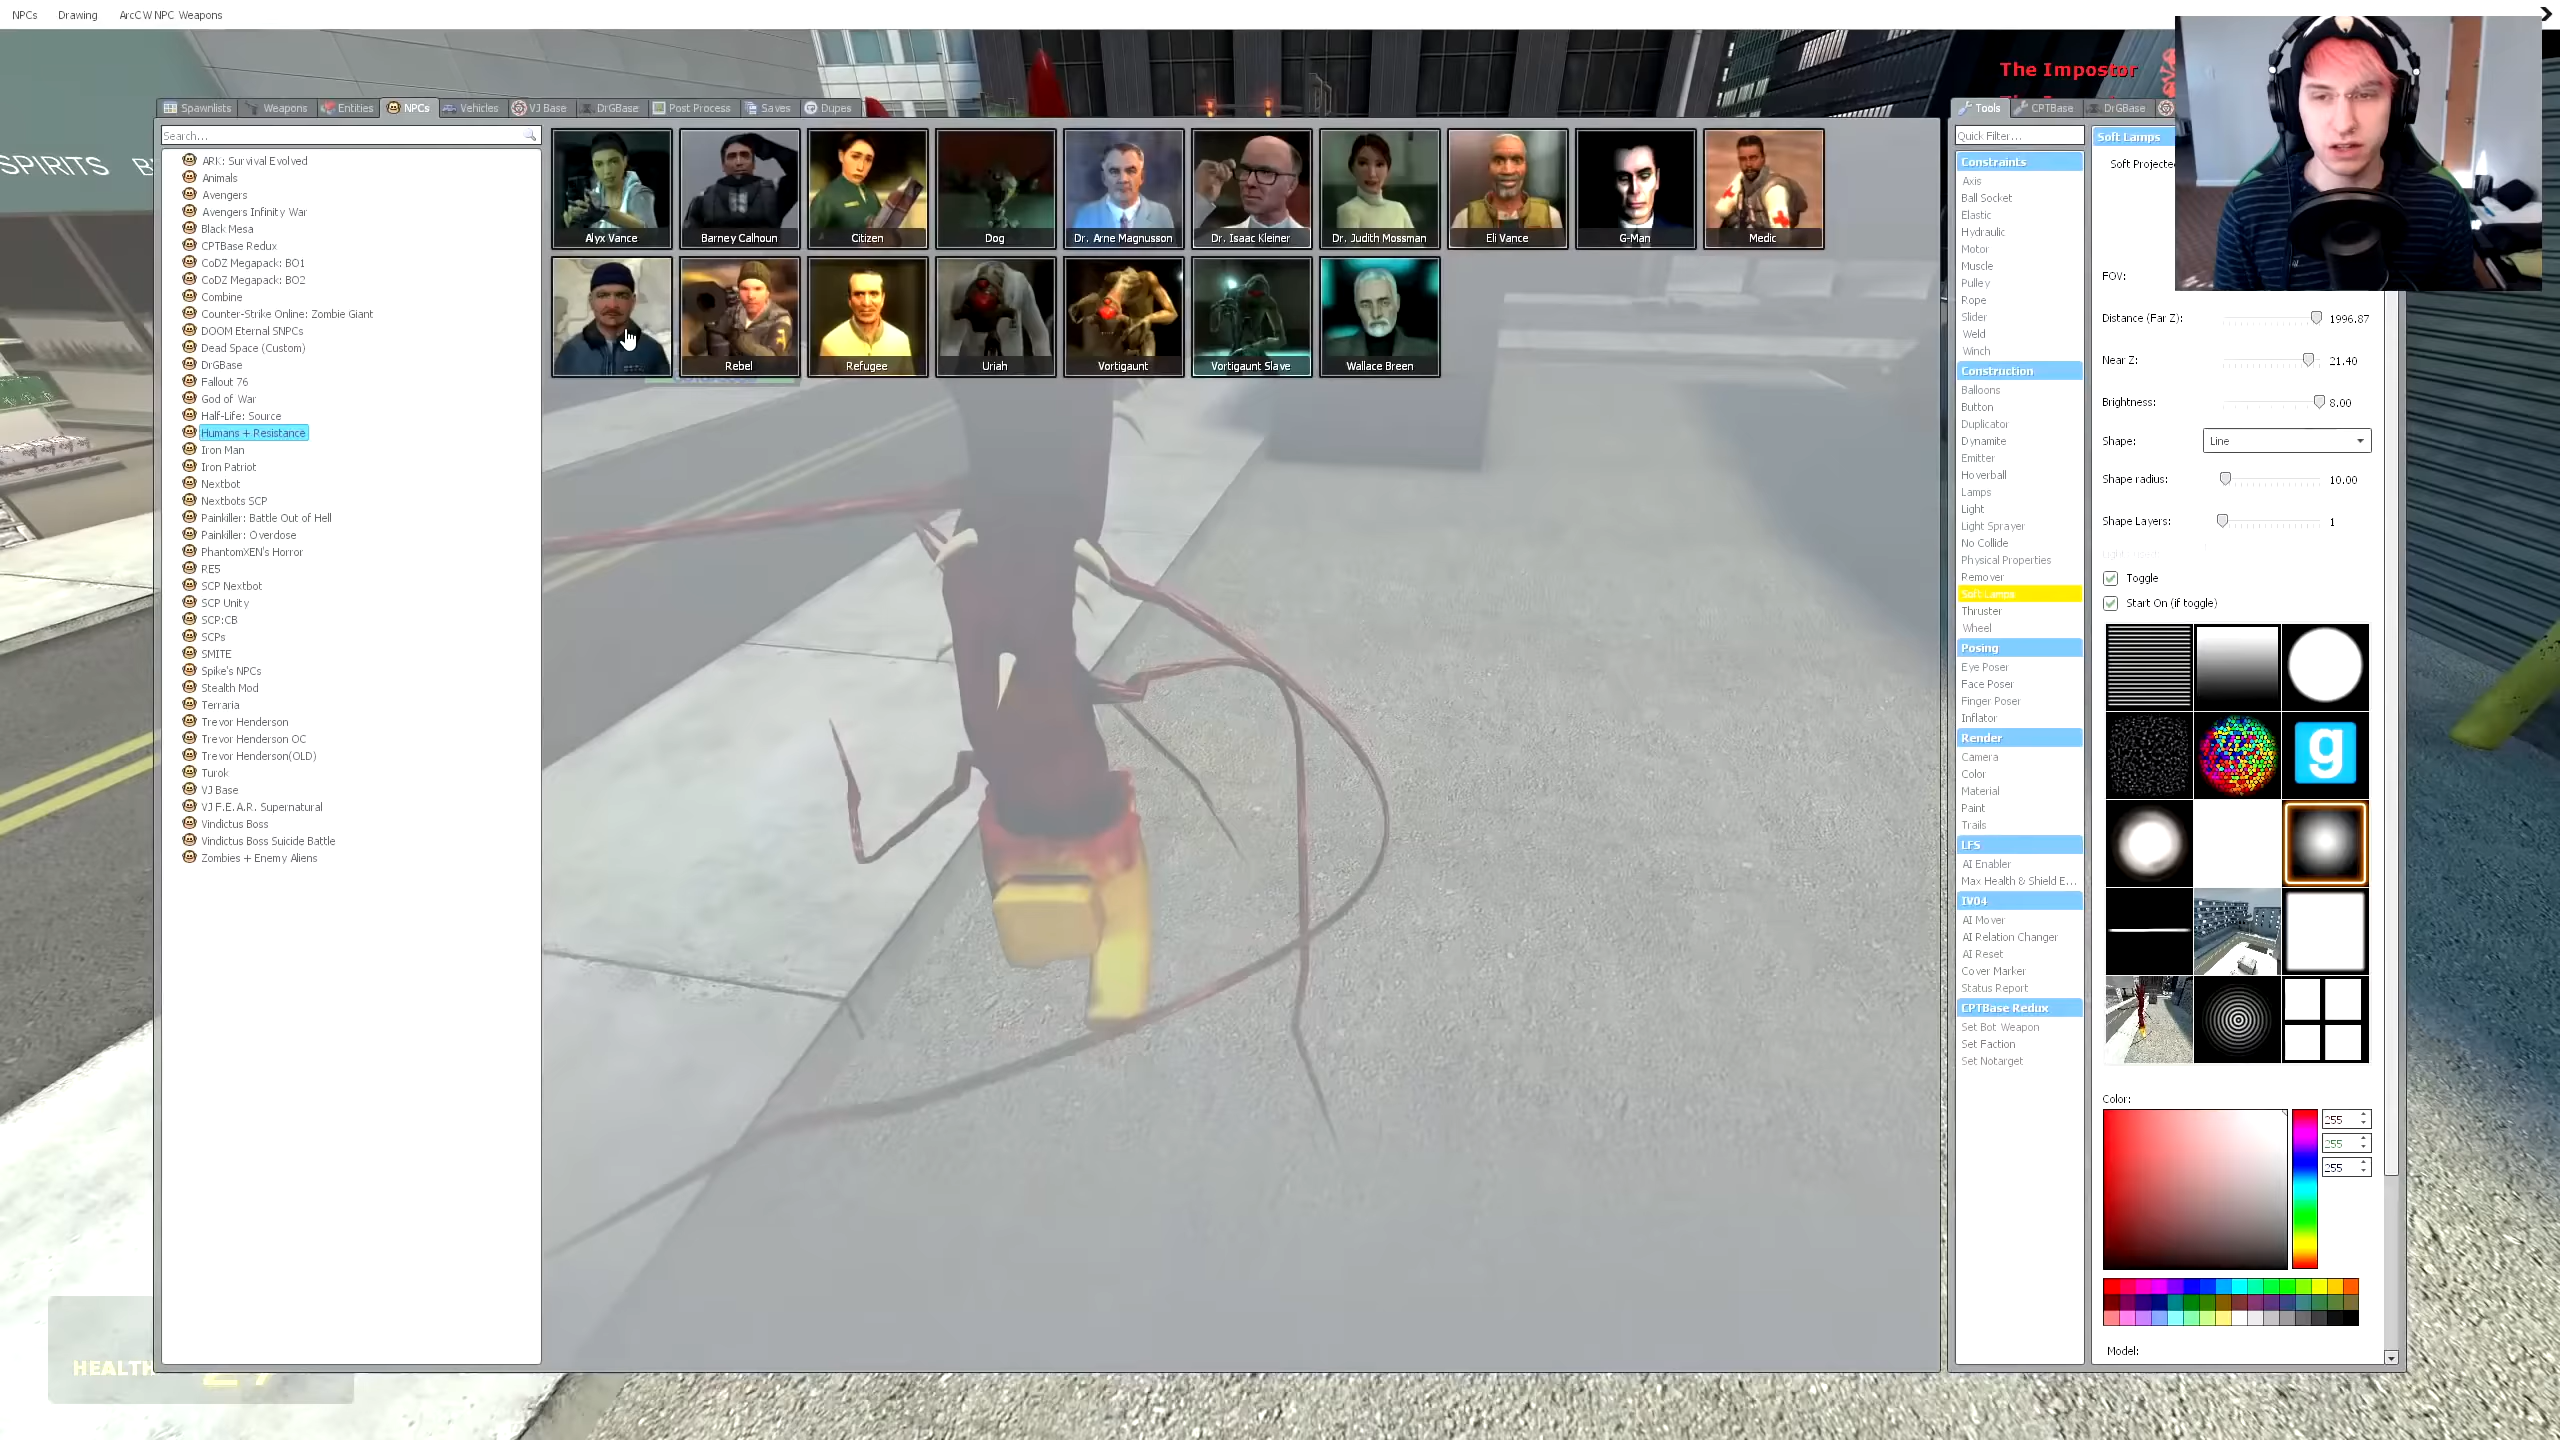 NPCs Drawing ArcCW NPC Weapons
SPIRITS
The Impostor
Spawnlists Weapons Entities NPCs Vehicles VJ Base DrGBase Post Process Saves Dupes
Search...
ARK: Survival Evolved
Animals
Avengers
Avengers Infinity War
Black Mesa
CPTBase Redux
CoDZ Megapack: BO1
CoDZ Megapack: BO2
Combine
Counter-Strike Online: Zombie Giant
DOOM Eternal SNPCs
Dead Space (Custom)
DrGBase
Fallout 76
God of War
Half-Life: Source
Humans + Resistance
Iron Man
Iron Patriot
Nextbot
Nextbots SCP
Painkiller: Battle Out of Hell
Painkiller: Overdose
PhantomXEN's Horror
RE5
SCP Nextbot
SCP Unity
SCP:CB
SCPs
SMITE
Spike's NPCs
Stealth Mod
Terraria
Trevor Henderson
Trevor Henderson OC
Trevor Henderson(OLD)
Turok
VJ Base
VJ F.E.A.R. Supernatural
Vindictus Boss
Vindictus Boss Suicide Battle
Zombies + Enemy Aliens
Alyx Vance Barney Calhoun Citizen Dog Dr. Arne Magnusson Dr. Isaac Kleiner Dr. Judith Mossman Eli Vance G-Man Medic
Rebel Refugee Uriah Vortigaunt Vortigaunt Slave Wallace Breen
HEALTH
Tools CPTBase DrGBase
Quick Filter...
Constraints
Axis
Ball Socket
Elastic
Hydraulic
Motor
Muscle
Pulley
Rope
Slider
Weld
Winch
Construction
Balloons
Button
Duplicator
Dynamite
Emitter
Hoverball
Lamps
Light
Light Sprayer
No Collide
Physical Properties
Remover
Soft Lamps
Thruster
Wheel
Posing
Eye Poser
Face Poser
Finger Poser
Inflator
Render
Camera
Color
Material
Paint
Trails
LFS
AI Enabler
Max Health & Shield E...
IV04
AI Mover
AI Relation Changer
AI Reset
Cover Marker
Status Report
CPTBase Redux
Set Bot Weapon
Set Faction
Set Notarget
Soft Lamps
Soft Projecte
FOV:
Distance (Far Z): 1996.87
Near Z: 21.40
Brightness: 8.00
Shape: Line
Shape radius: 10.00
Shape Layers: 1
Toggle
Start On (if toggle)
g
Color:
255
255
255
Model: